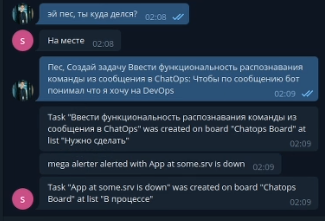 эй пес, ты куда делся? 02:08
S
На месте 02:08
Пес, Создай задачу Ввести функциональность распознавания
команды из сообщения в ChatOps: Чтобы по сообщению бот
понимал что я хочу на DevOps
02:09
Task "Ввести функциональность распознавания команды из
сообщения в ChatOps" was created on board "Chatops Board" at
list "Нужно сделать"
02:09
mega alerter alerted with App at some.srv is down 02:09
Task "App at some.srv is down" was created on board "Chatops
Board" at list "В процессе"
02:09
S